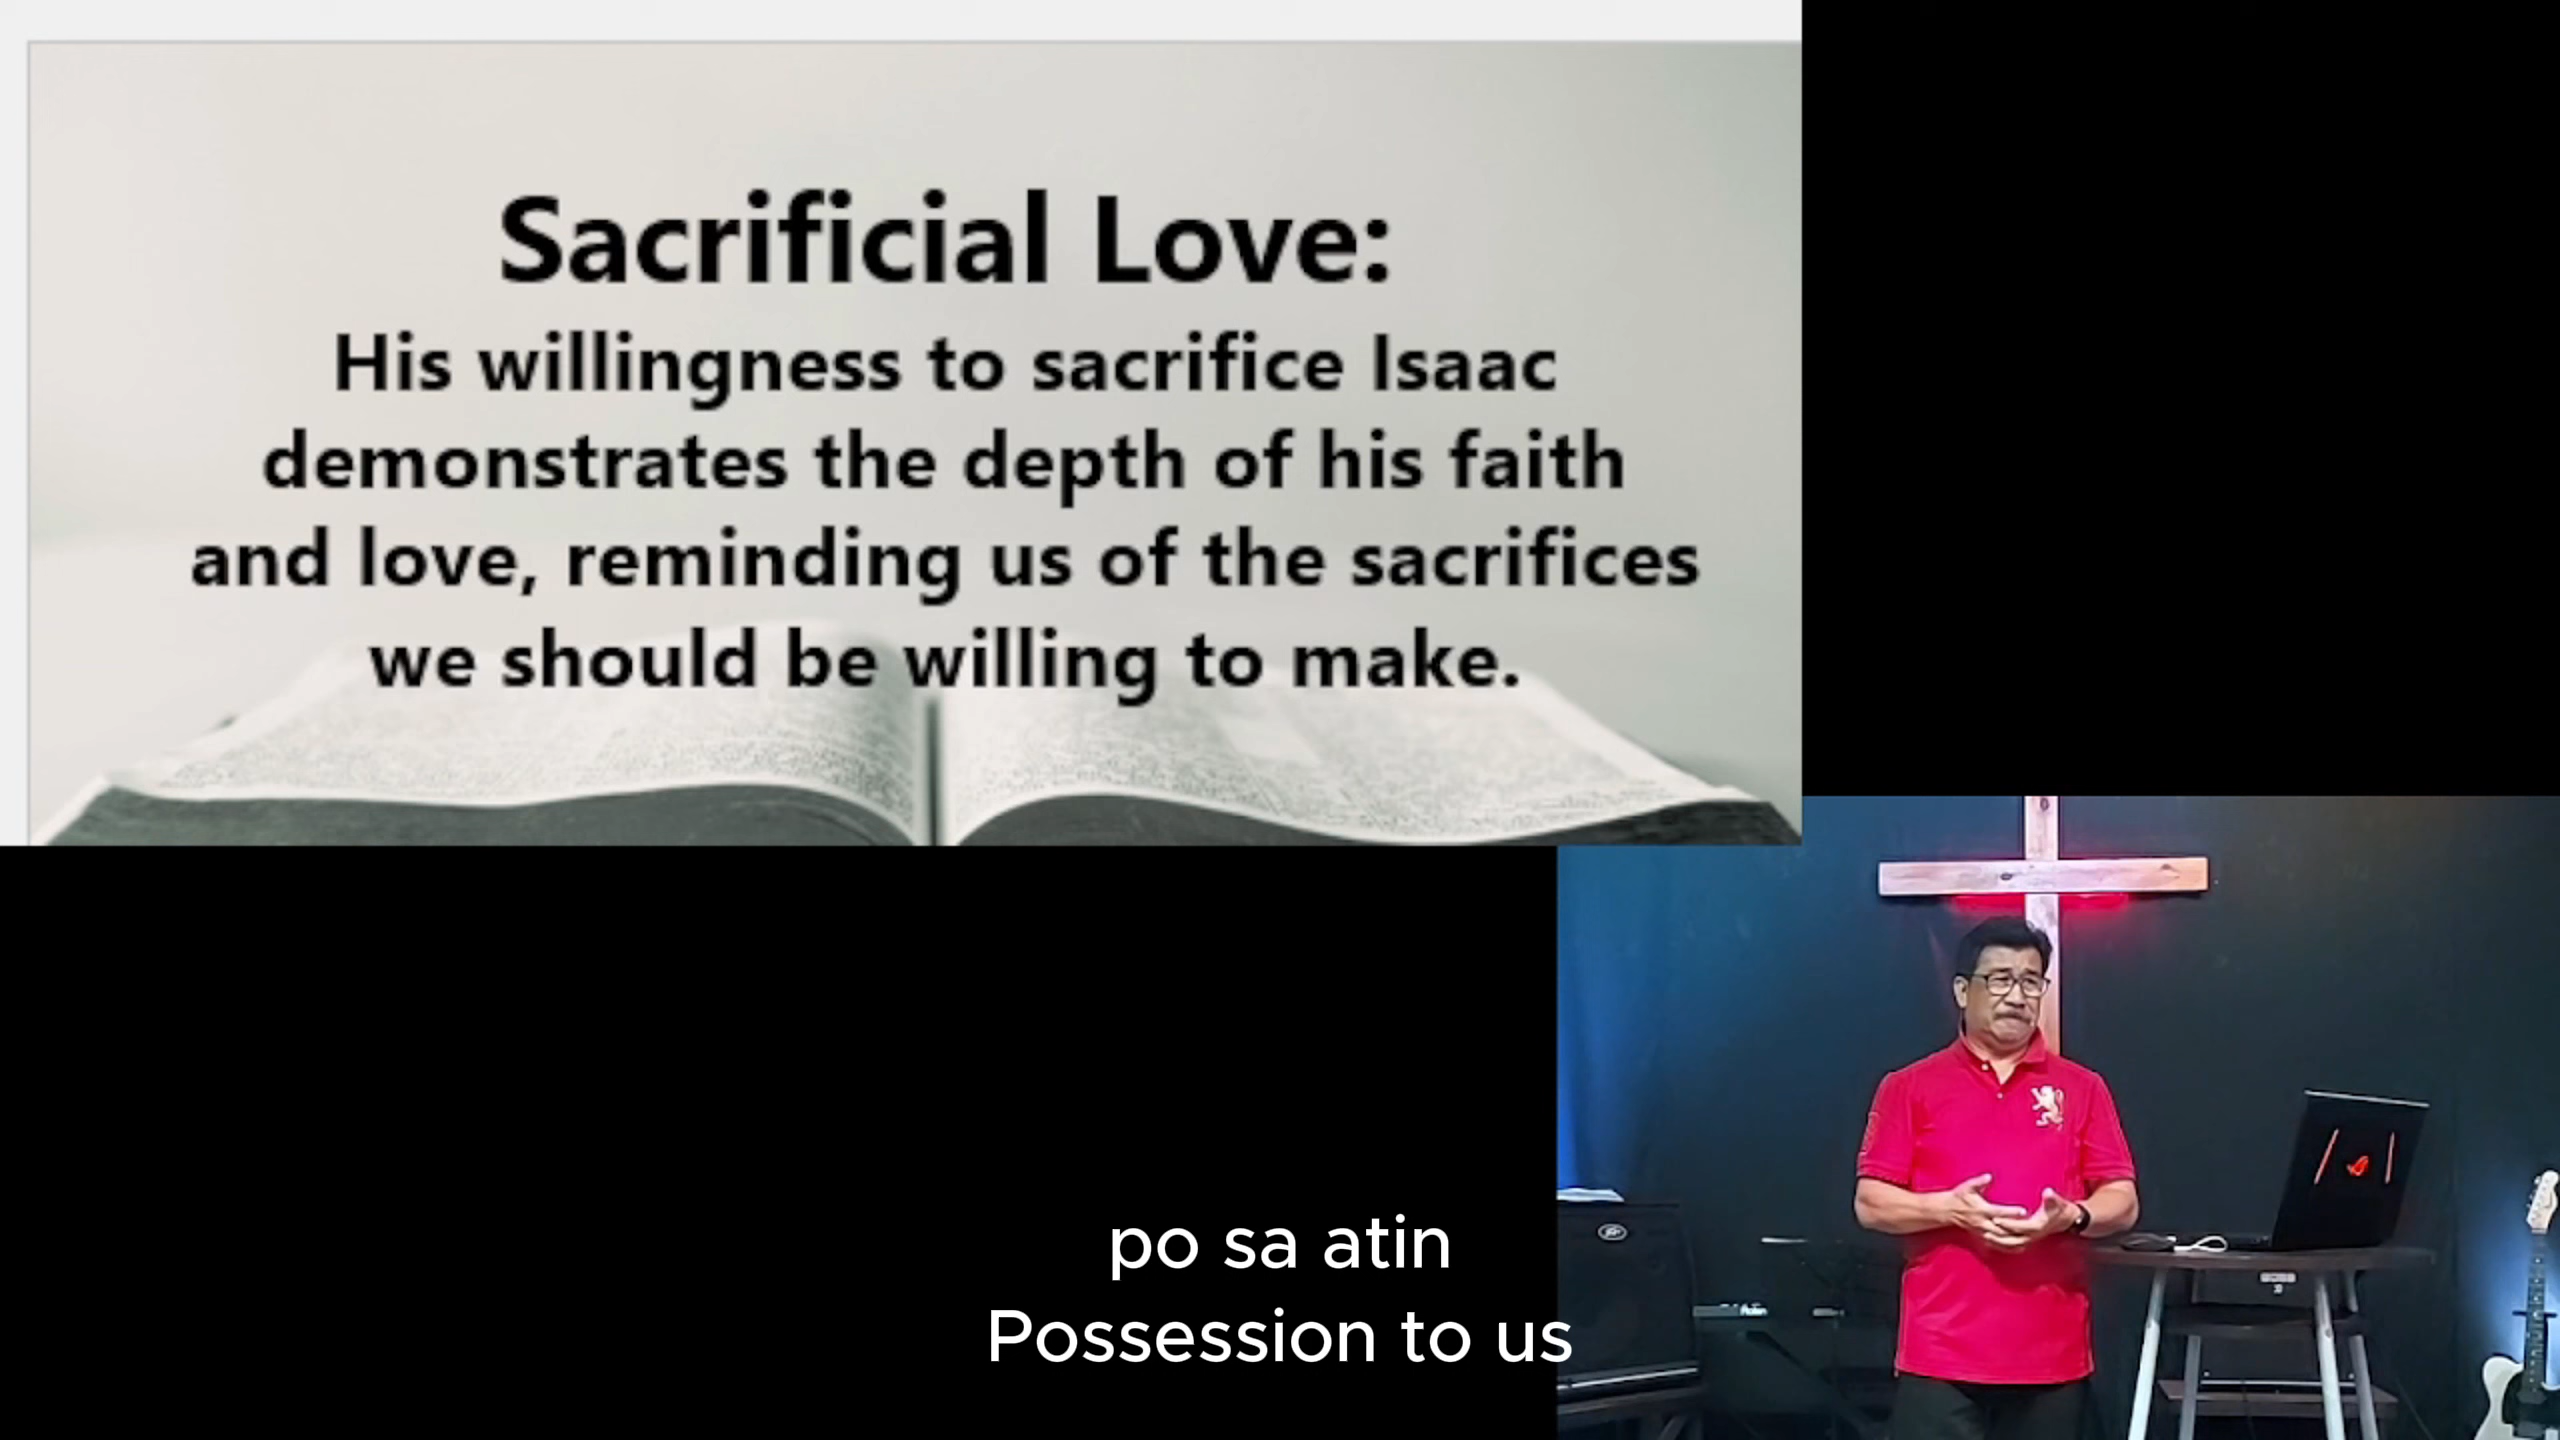 Sacrificial Love:
His willingness to sacrifice Isaac
demonstrates the depth of his faith
and love, reminding us of the sacrifices
we should be willing to make.
po sa atin
Possession to us